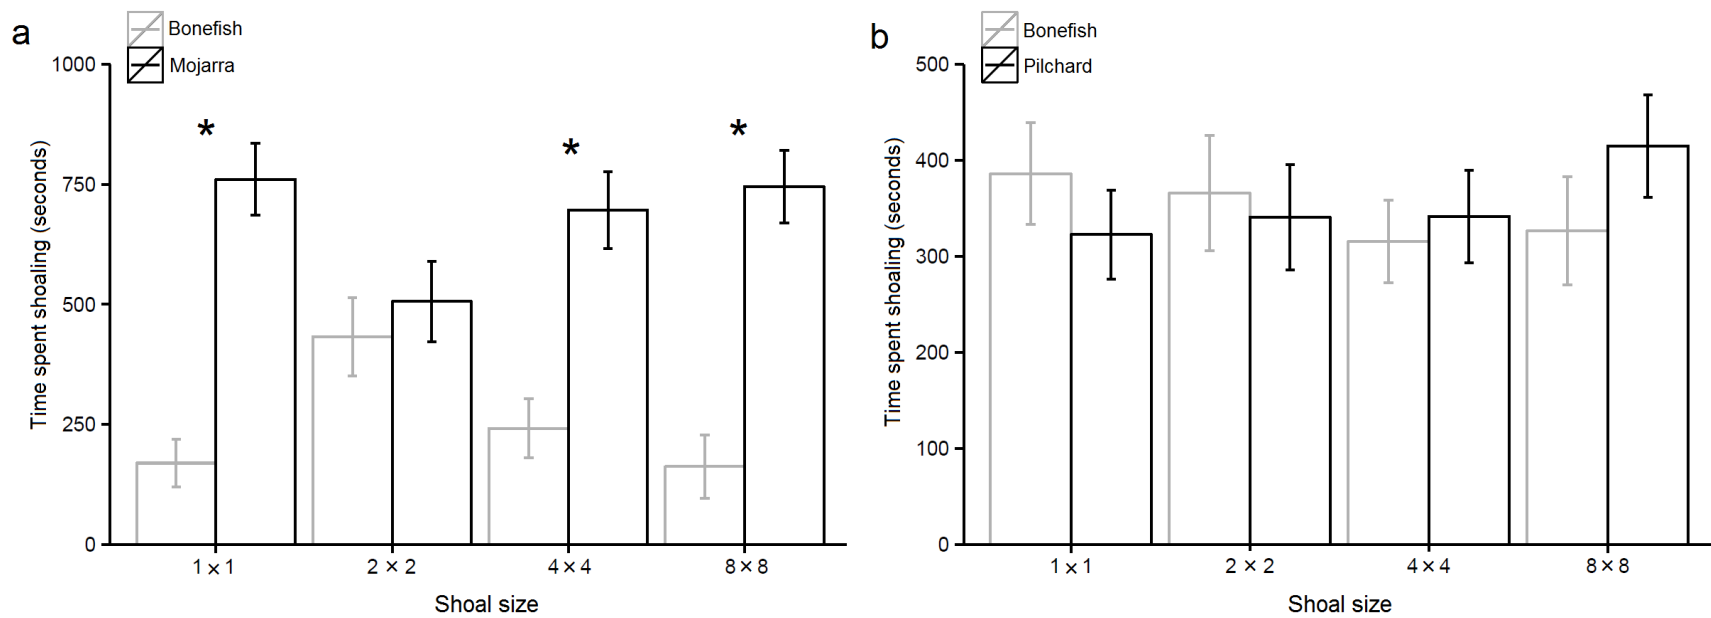 a
Bonefish
Mojarra
1000
750
500
250
0
Time spent shoaling (seconds)
*
*
*
1 × 1
2 × 2
4 × 4
8 × 8
Shoal size
b
Bonefish
Pilchard
500
400
300
200
100
0
Time spent shoaling (seconds)
1 × 1
2 × 2
4 × 4
8 × 8
Shoal size